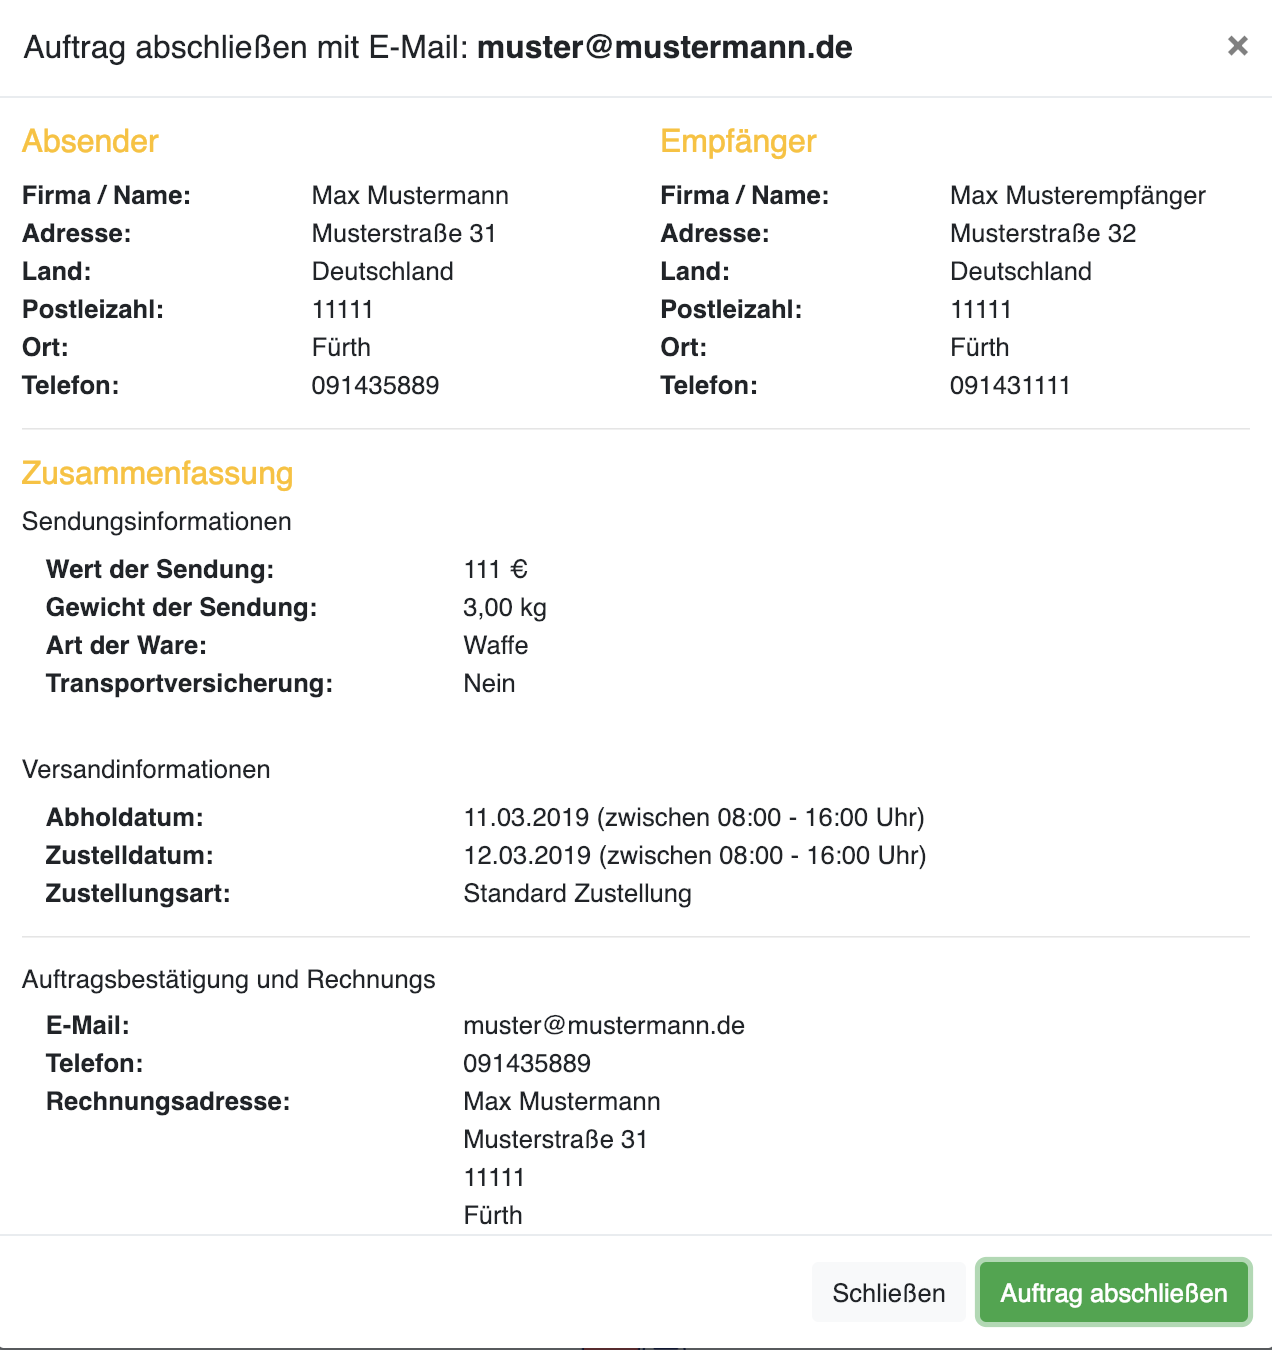 Auftrag abschließen mit E-Mail: muster@mustermann.de ×
Absender
Firma / Name: Max Mustermann
Adresse: Musterstraße 31
Land: Deutschland
Postleizahl: 11111
Ort: Fürth
Telefon: 091435889
Empfänger
Firma / Name: Max Musterempfänger
Adresse: Musterstraße 32
Land: Deutschland
Postleizahl: 11111
Ort: Fürth
Telefon: 091431111
Zusammenfassung
Sendungsinformationen
Wert der Sendung: 111 €
Gewicht der Sendung: 3,00 kg
Art der Ware: Waffe
Transportversicherung: Nein
Versandinformationen
Abholdatum: 11.03.2019 (zwischen 08:00 - 16:00 Uhr)
Zustelldatum: 12.03.2019 (zwischen 08:00 - 16:00 Uhr)
Zustellungsart: Standard Zustellung
Auftragsbestätigung und Rechnungs
E-Mail: muster@mustermann.de
Telefon: 091435889
Rechnungsadresse: Max Mustermann
Musterstraße 31
11111
Fürth
Schließen Auftrag abschließen